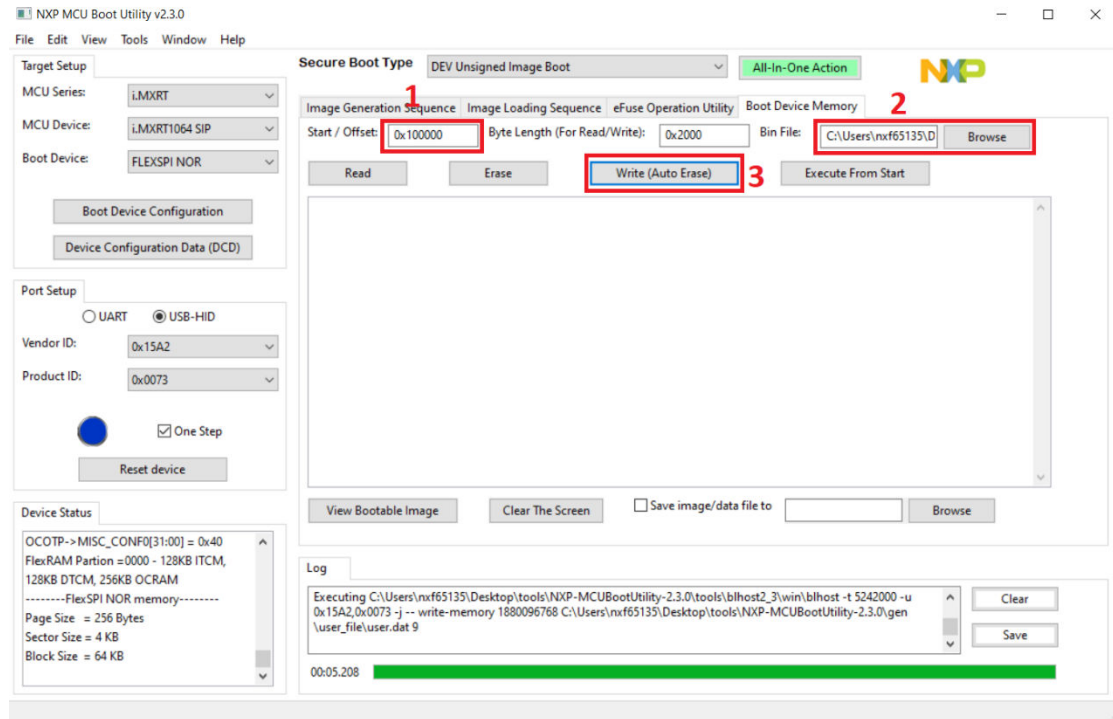 NXP MCU Boot Utility v2.3.0
File Edit View Tools Window Help
Target Setup
MCU Series: i.MXRT
MCU Device: i.MXRT1064 SIP
Boot Device: FLEXSPI NOR
Boot Device Configuration
Device Configuration Data (DCD)
Port Setup
UART USB-HID
Vendor ID: 0x15A2
Product ID: 0x0073
One Step
Reset device
Device Status
OCOTP->MISC_CONF0[31:00] = 0x40
FlexRAM Partion =0000 - 128KB ITCM,
128KB DTCM, 256KB OCRAM
--------FlexSPI NOR memory--------
Page Size = 256 Bytes
Sector Size = 4 KB
Block Size = 64 KB
Secure Boot Type DEV Unsigned Image Boot All-In-One Action NXP
1 2
Image Generation Sequence Image Loading Sequence eFuse Operation Utility Boot Device Memory
Start / Offset: 0x100000 Byte Length (For Read/Write): 0x2000 Bin File: C:\Users\nxf65135\D Browse
Read Erase Write (Auto Erase) 3 Execute From Start
View Bootable Image Clear The Screen Save image/data file to Browse
Log
Executing C:\Users\nxf65135\Desktop\tools\NXP-MCUBootUtility-2.3.0\tools\blhost2_3\win\blhost -t 5242000 -u
0x15A2,0x0073 -j -- write-memory 1880096768 C:\Users\nxf65135\Desktop\tools\NXP-MCUBootUtility-2.3.0\gen
\user_file\user.dat 9
Clear
Save
00:05.208